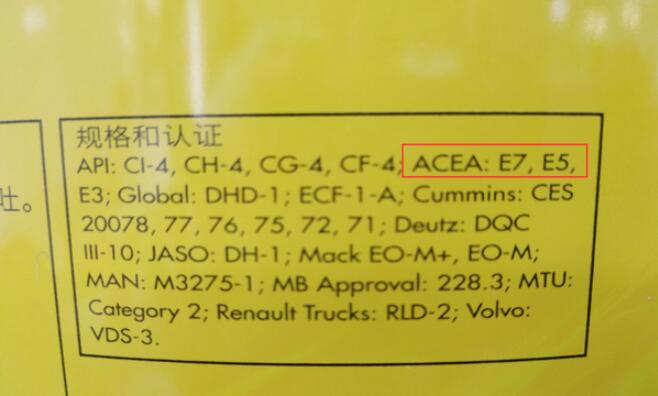 规格和认证
API: CI-4, CH-4, CG-4, CF-4; ACEA: E7, E5,
E3; Global: DHD-1; ECF-1-A; Cummins: CES
吐。
20078, 77, 76, 75, 72, 71; Deutz: DQC
III-10; JASO: DH-1; Mack EO-M+, EO-M;
MAN: M3275-1; MB Approval: 228.3; MTU:
Category 2; Renault Trucks: RLD-2; Volvo:
VDS-3.